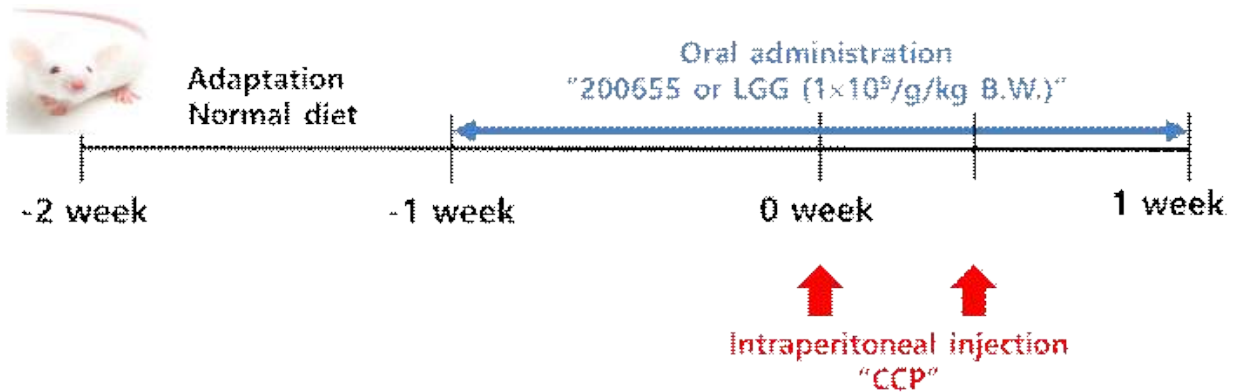 Adaptation
Normal diet
Oral administration
"200655 or LGG (1×10⁹/g/kg B.W.)"
-2 week
-1 week
0 week
1 week
Intraperitoneal injection
"CCP"